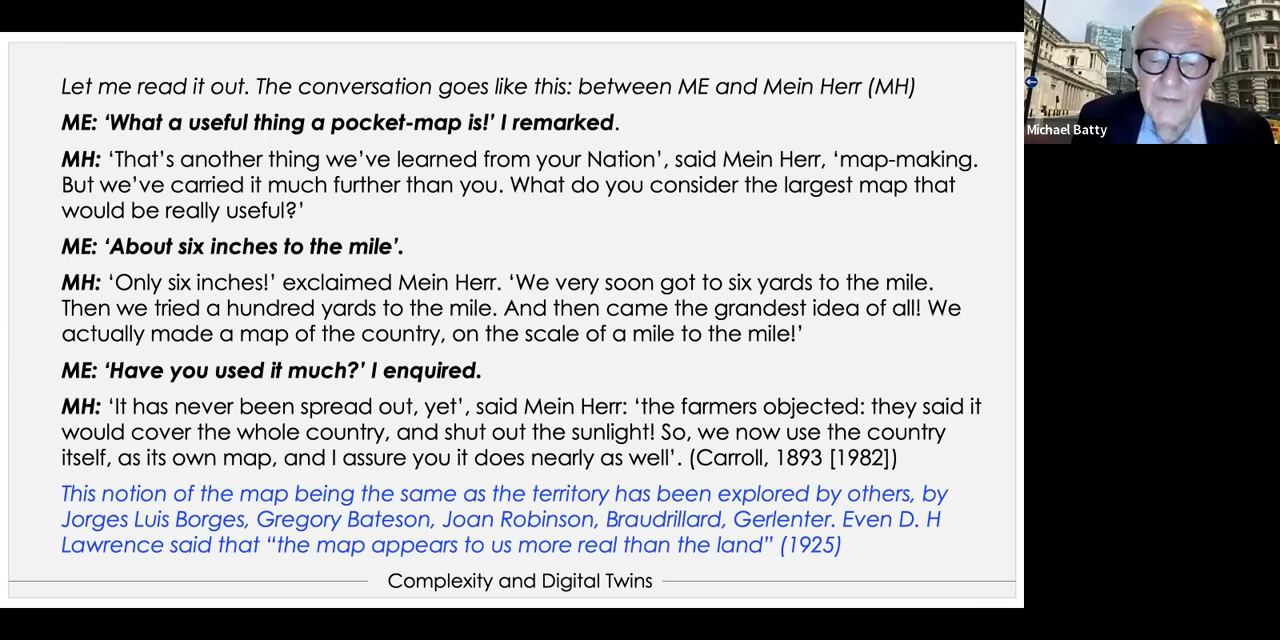 Let me read it out. The conversation goes like this: between ME and Mein Herr (MH)
ME: ‘What a useful thing a pocket-map is!’ I remarked.
MH: ‘That’s another thing we’ve learned from your Nation’, said Mein Herr, ‘map-making.
But we’ve carried it much further than you. What do you consider the largest map that
would be really useful?’
ME: ‘About six inches to the mile’.
MH: ‘Only six inches!’ exclaimed Mein Herr. ‘We very soon got to six yards to the mile.
Then we tried a hundred yards to the mile. And then came the grandest idea of all! We
actually made a map of the country, on the scale of a mile to the mile!’
ME: ‘Have you used it much?’ I enquired.
MH: ‘It has never been spread out, yet’, said Mein Herr: ‘the farmers objected: they said it
would cover the whole country, and shut out the sunlight! So, we now use the country
itself, as its own map, and I assure you it does nearly as well’. (Carroll, 1893 [1982])
This notion of the map being the same as the territory has been explored by others, by
Jorges Luis Borges, Gregory Bateson, Joan Robinson, Braudrillard, Gerlenter. Even D. H
Lawrence said that “the map appears to us more real than the land” (1925)
Complexity and Digital Twins
Michael Batty